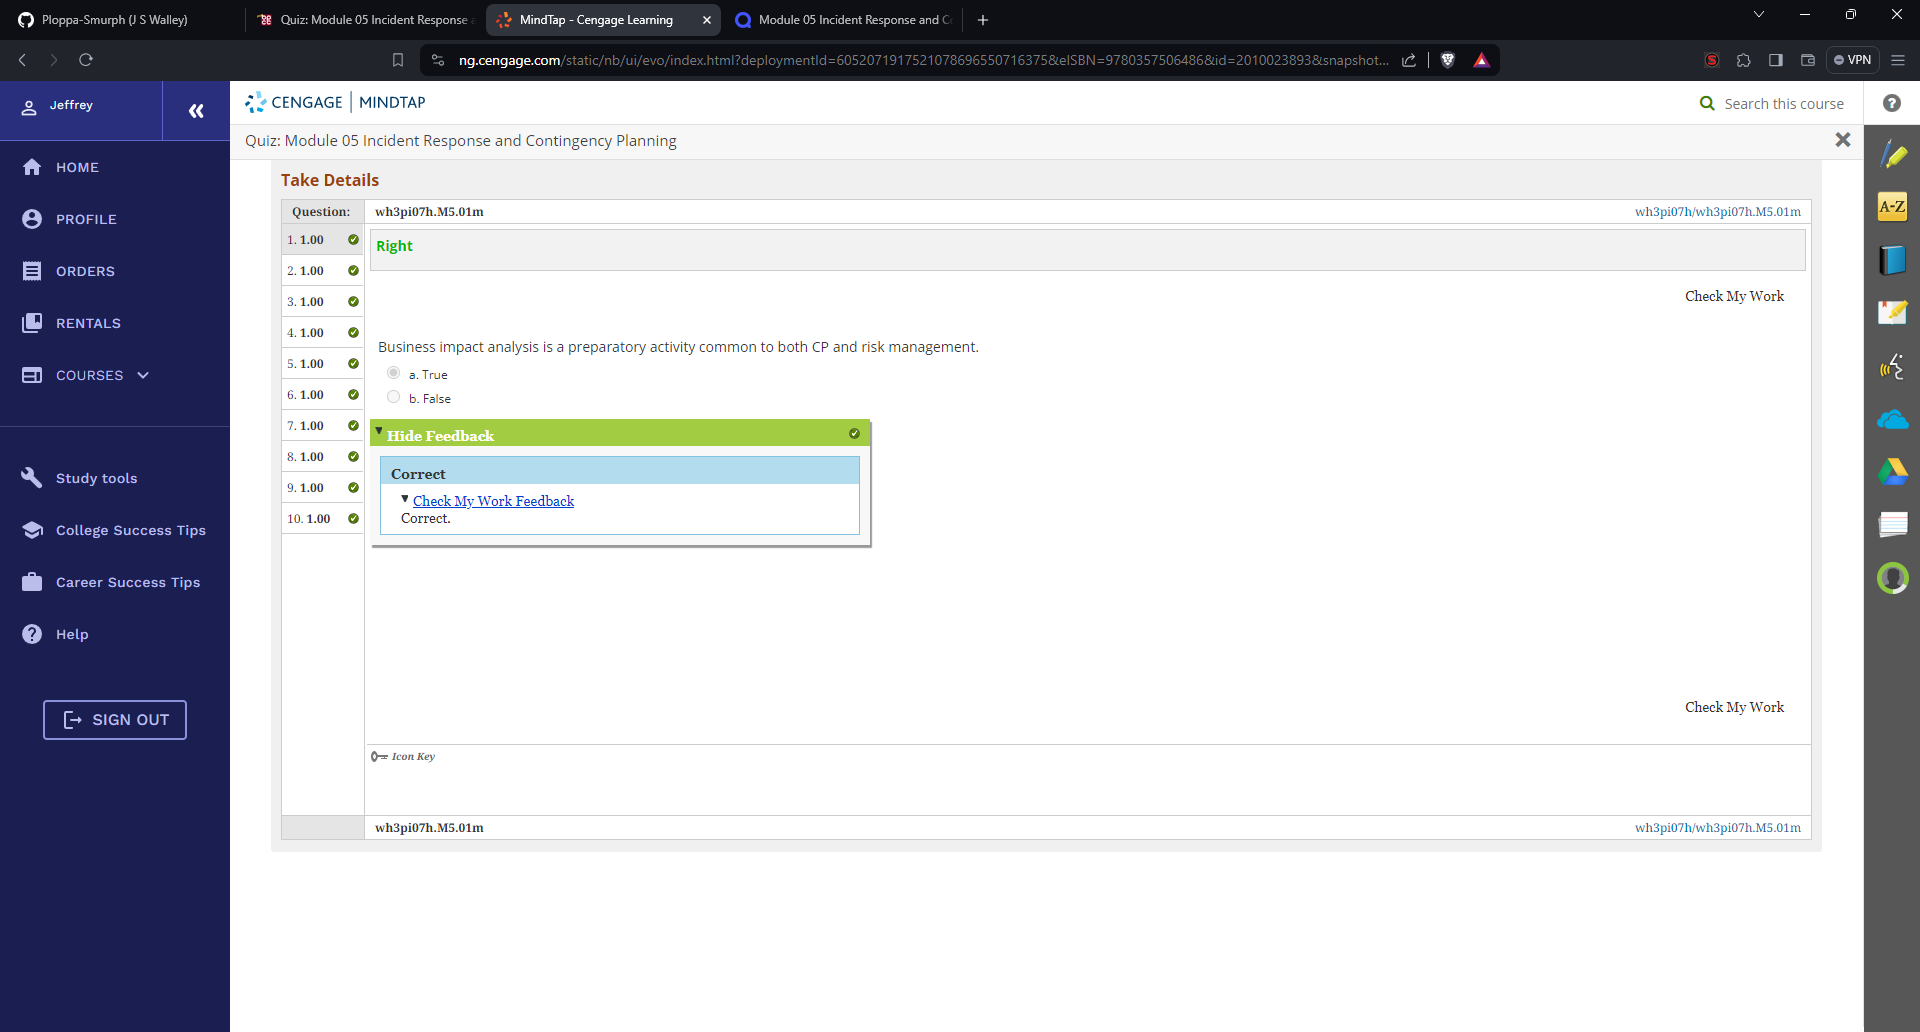 Ploppa-Smurph (J S Walley)
Quiz: Module 05 Incident Response a
MindTap - Cengage Learning
Module 05 Incident Response and C
ng.cengage.com/static/nb/ui/evo/index.html?deploymentId=6052071917521078696550716375&eISBN=9780357506486&id=2010023893&snapshot...
VPN
Jeffrey
«
CENGAGE | MINDTAP
Search this course
Quiz: Module 05 Incident Response and Contingency Planning
HOME
PROFILE
ORDERS
RENTALS
COURSES
Study tools
College Success Tips
Career Success Tips
Help
SIGN OUT
Take Details
Question:
wh3pi07h.M5.01m
wh3pi07h/wh3pi07h.M5.01m
1. 1.00
2. 1.00
3. 1.00
4. 1.00
5. 1.00
6. 1.00
7. 1.00
8. 1.00
9. 1.00
10. 1.00
Right
Check My Work
Business impact analysis is a preparatory activity common to both CP and risk management.
a. True
b. False
Hide Feedback
Correct
Check My Work Feedback
Correct.
Check My Work
Icon Key
wh3pi07h.M5.01m
wh3pi07h/wh3pi07h.M5.01m
A-Z